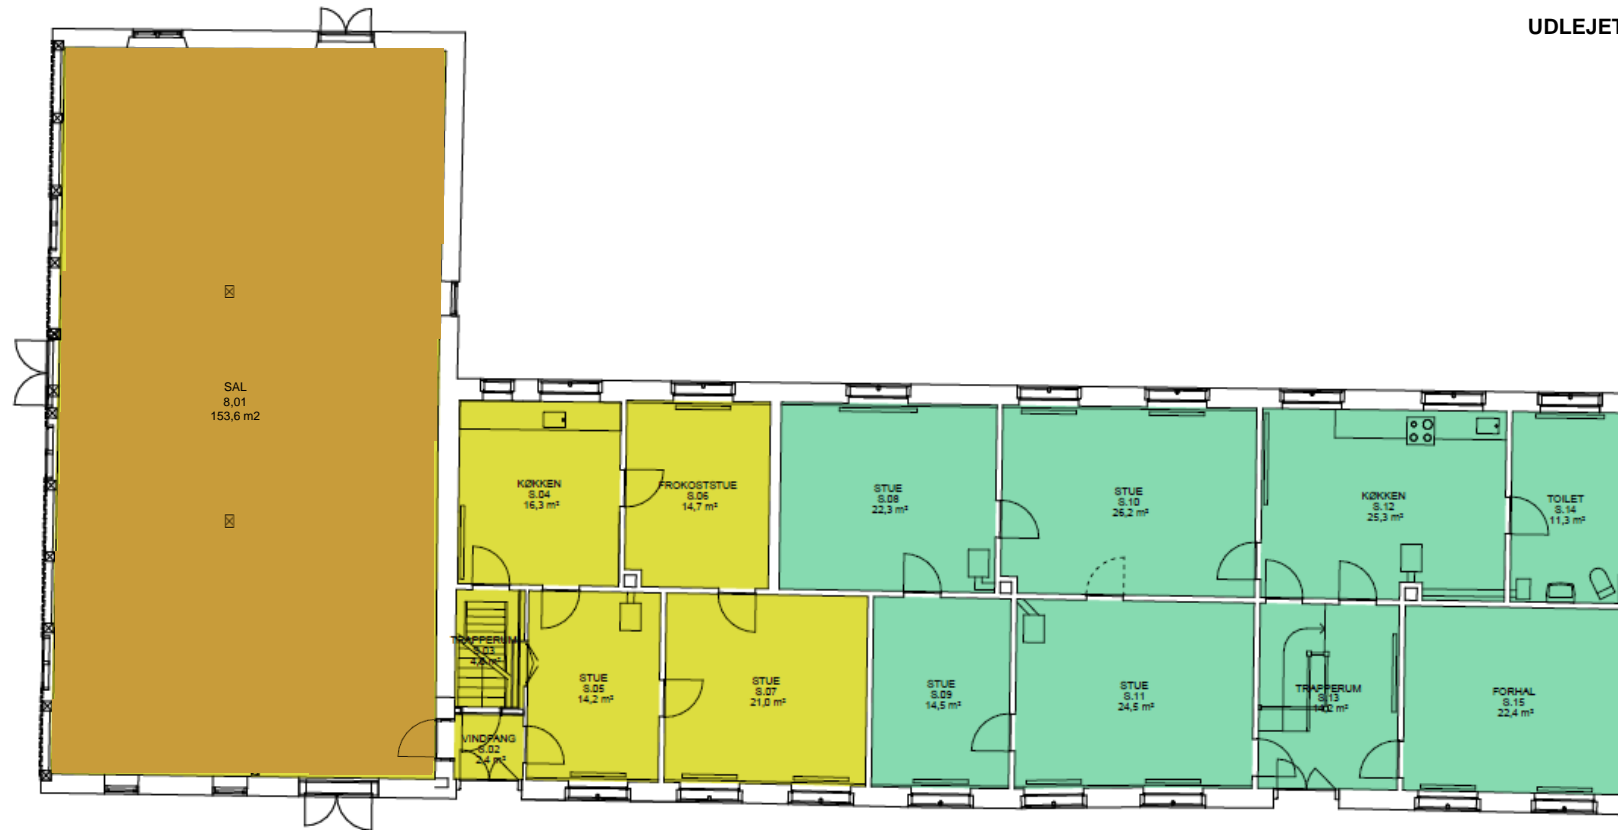 UDLEJET
SAL
8,01
153,6 m2
KØKKEN
S.04
16,3 m²
FROKOSTSTUE
S.06
14,7 m²
STUE
S.08
22,3 m²
STUE
S.10
26,2 m²
KØKKEN
S.12
25,3 m²
TOILET
S.14
11,3 m²
TRAPPERUM
S.03
STUE
S.05
14,2 m²
STUE
S.07
21,0 m²
STUE
S.09
14,5 m²
STUE
S.11
24,5 m²
TRAPPERUM
S.13
FORHAL
S.15
22,4 m²
VINDFANG
S.02
2,4 m²